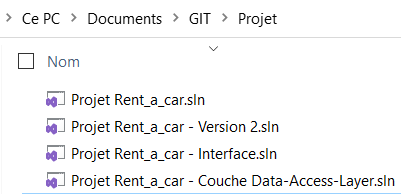 Ce PC > Documents > GIT > Projet
Nom
Projet Rent_a_car.sln
Projet Rent_a_car - Version 2.sln
Projet Rent_a_car - Interface.sln
Projet Rent_a_car - Couche Data-Access-Layer.sln